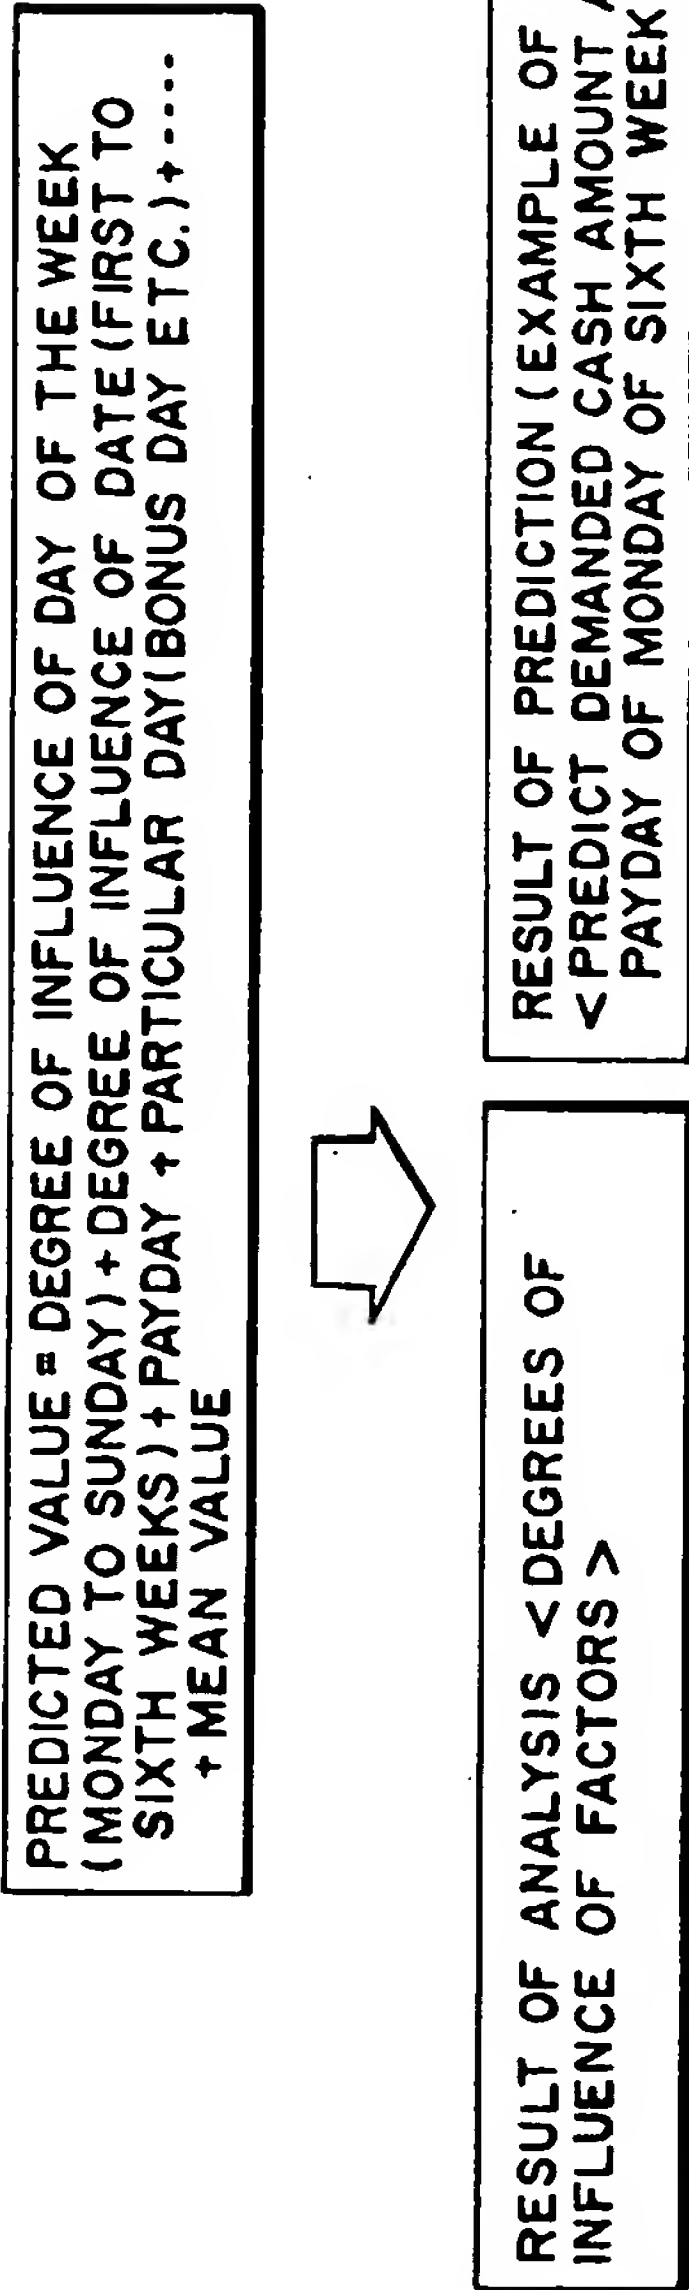 PREDICTED VALUE = DEGREE OF INFLUENCE OF DAY OF THE WEEK
(MONDAY TO SUNDAY) + DEGREE OF INFLUENCE OF DATE (FIRST TO
SIXTH WEEKS) + PAYDAY + PARTICULAR DAY (BONUS DAY ETC.) + ----
+ MEAN VALUE
RESULT OF ANALYSIS <DEGREES OF
INFLUENCE OF FACTORS>
RESULT OF PREDICTION (EXAMPLE OF
<PREDICT DEMANDED CASH AMOUNT
PAYDAY OF MONDAY OF SIXTH WEEK